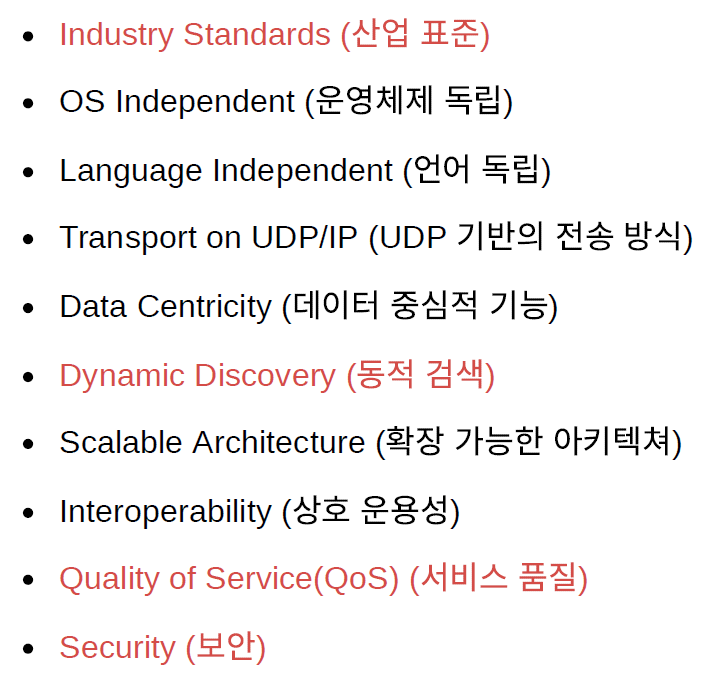 • Industry Standards (산업 표준)
• OS Independent (운영체제 독립)
• Language Independent (언어 독립)
• Transport on UDP/IP (UDP 기반의 전송 방식)
• Data Centricity (데이터 중심적 기능)
• Dynamic Discovery (동적 검색)
• Scalable Architecture (확장 가능한 아키텍쳐)
• Interoperability (상호 운용성)
• Quality of Service(QoS) (서비스 품질)
• Security (보안)